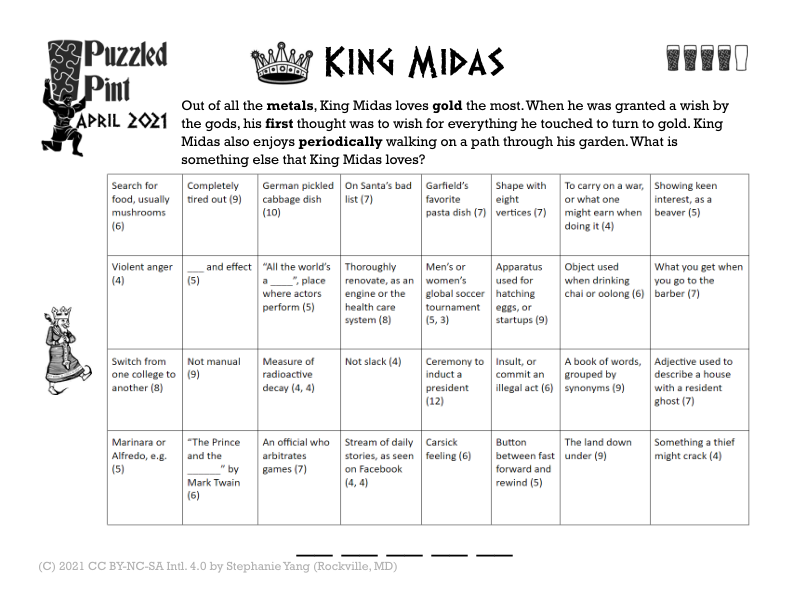 Puzzled
Pint
APRIL 2021
KING MIDAS
Out of all the metals, King Midas loves gold the most. When he was granted a wish by
the gods, his first thought was to wish for everything he touched to turn to gold. King
Midas also enjoys periodically walking on a path through his garden. What is
something else that King Midas loves?
Search for
food, usually
mushrooms
(6)
Completely
tired out (9)
German pickled
cabbage dish
(10)
On Santa's bad
list (7)
Garfield's
favorite
pasta dish (7)
Shape with
eight
vertices (7)
To carry on a war,
or what one
might earn when
doing it (4)
Showing keen
interest, as a
beaver (5)
Violent anger
(4)
___ and effect
(5)
"All the world's
a ____", place
where actors
perform (5)
Thoroughly
renovate, as an
engine or the
health care
system (8)
Men's or
women's
global soccer
tournament
(5, 3)
Apparatus
used for
hatching
eggs, or
startups (9)
Object used
when drinking
chai or oolong (6)
What you get when
you go to the
barber (7)
Switch from
one college to
another (8)
Not manual
(9)
Measure of
radioactive
decay (4, 4)
Not slack (4)
Ceremony to
induct a
president
(12)
Insult, or
commit an
illegal act (6)
A book of words,
grouped by
synonyms (9)
Adjective used to
describe a house
with a resident
ghost (7)
Marinara or
Alfredo, e.g.
(5)
"The Prince
and the
______" by
Mark Twain
(6)
An official who
arbitrates
games (7)
Stream of daily
stories, as seen
on Facebook
(4, 4)
Carsick
feeling (6)
Button
between fast
forward and
rewind (5)
The land down
under (9)
Something a thief
might crack (4)
(C) 2021 CC BY-NC-SA Intl. 4.0 by Stephanie Yang (Rockville, MD)